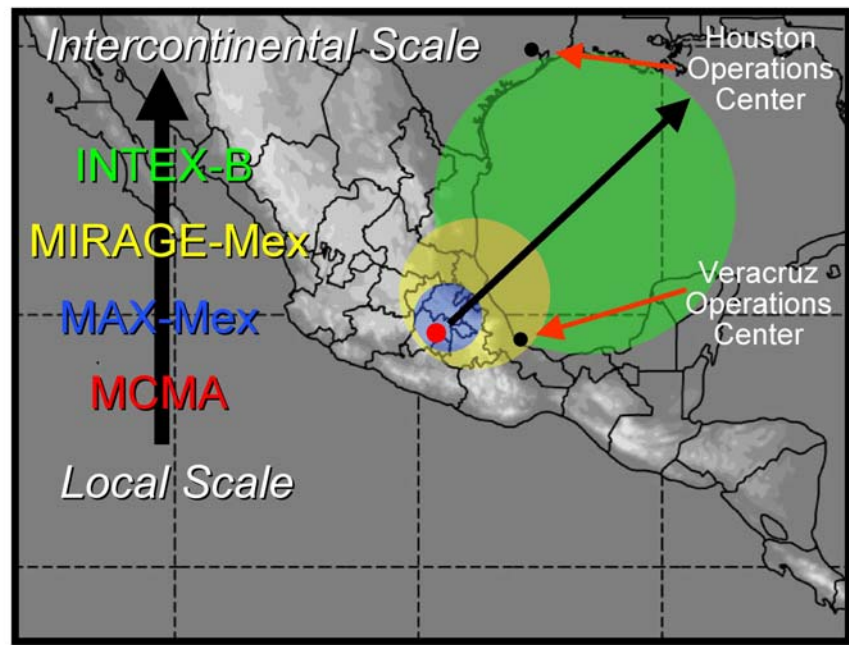 Intercontinental Scale
INTEX-B
MIRAGE-Mex
MAX-Mex
MCMA
Local Scale
Houston
Operations
Center
Veracruz
Operations
Center